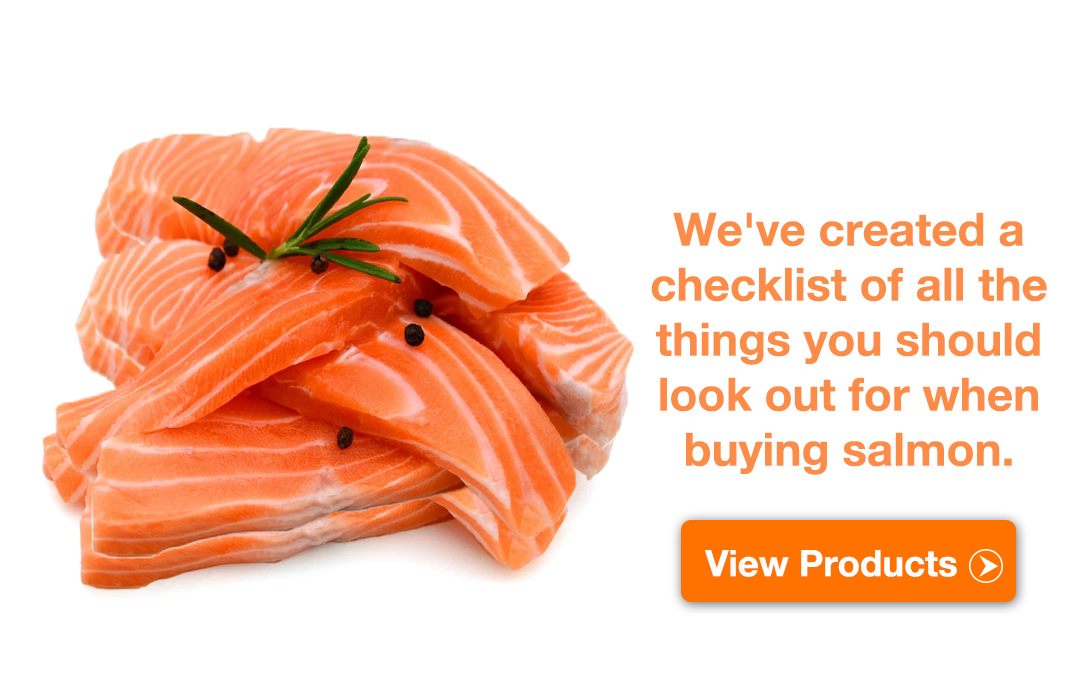 We've created a
checklist of all the
things you should
look out for when
buying salmon.
View Products